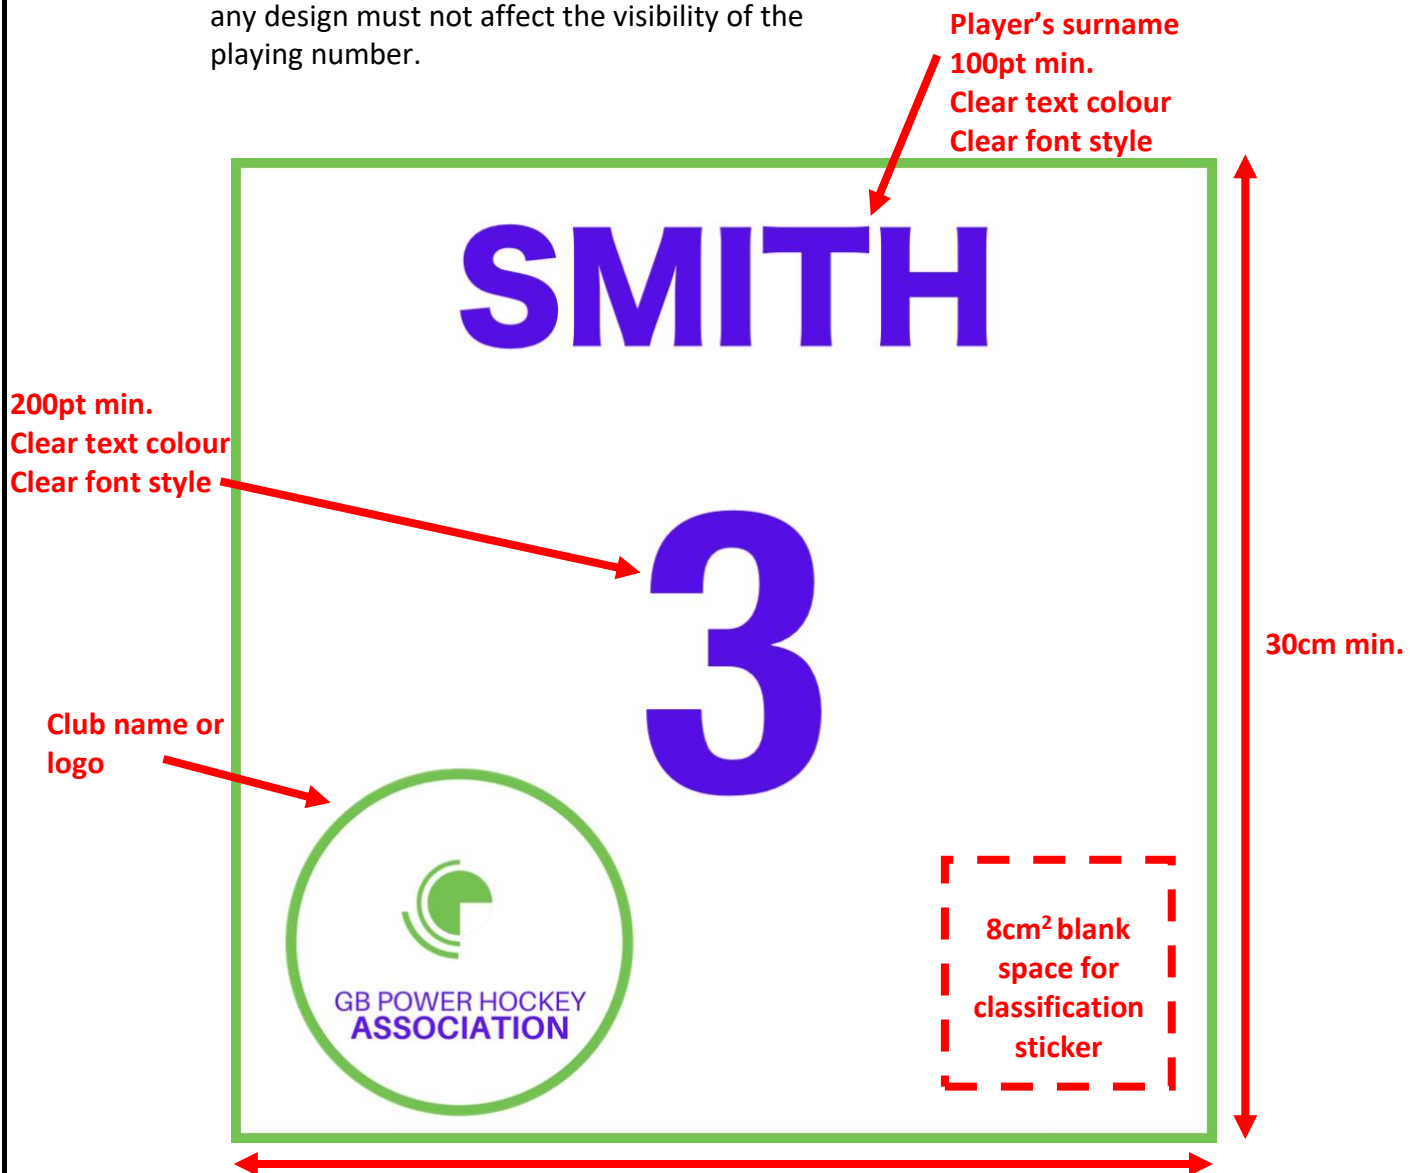 any design must not affect the visibility of the
playing number.
Player’s surname
100pt min.
Clear text colour
Clear font style
SMITH
200pt min.
Clear text colour
Clear font style
3
30cm min.
Club name or
logo
GB POWER HOCKEY
ASSOCIATION
8cm² blank
space for
classification
sticker